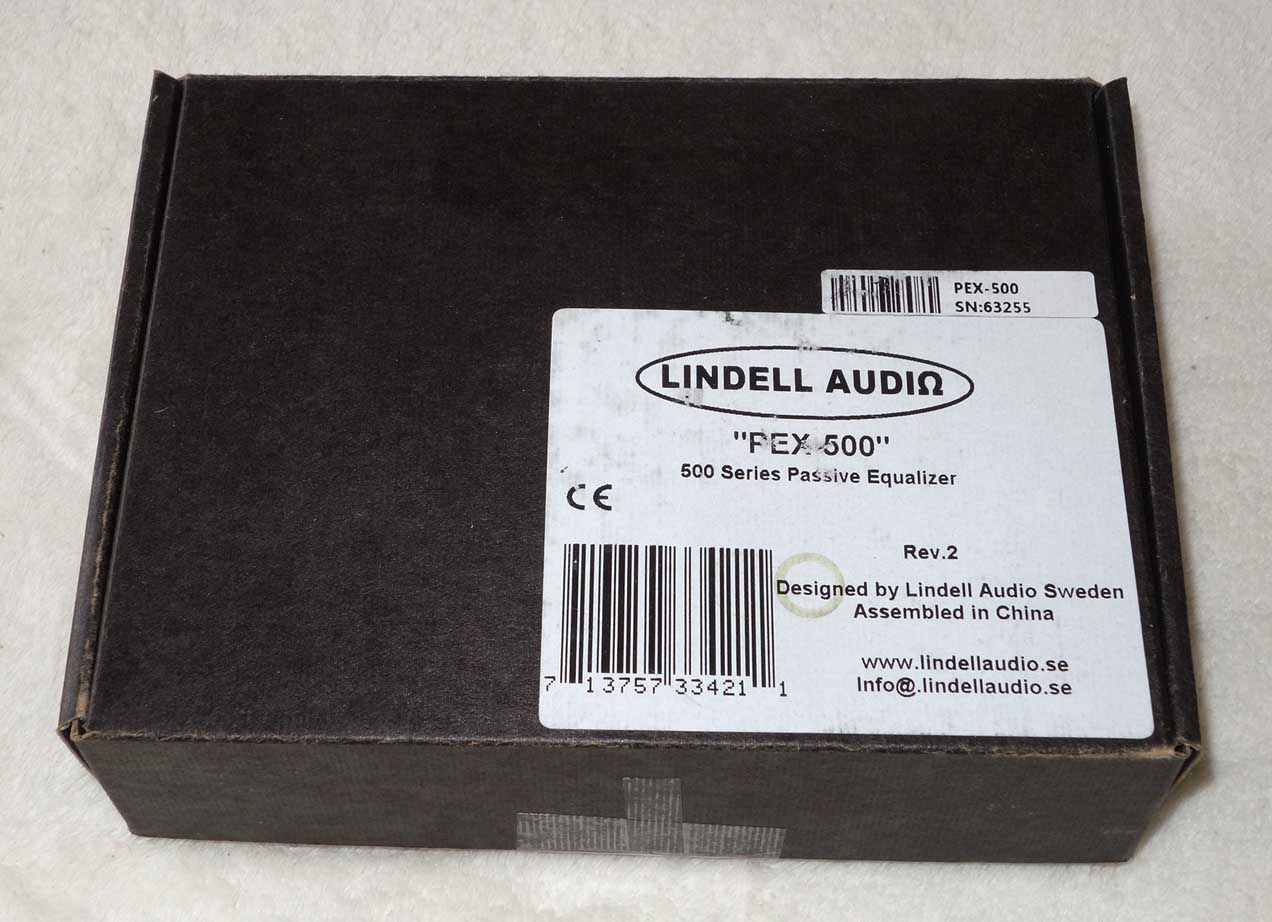 PEX-500
SN:63255
LINDELL AUDIΩ
"PEX-500"
500 Series Passive Equalizer
CE
Rev.2
Designed by Lindell Audio Sweden
Assembled in China
www.lindellaudio.se
Info@.lindellaudio.se
7 13757 33421 1